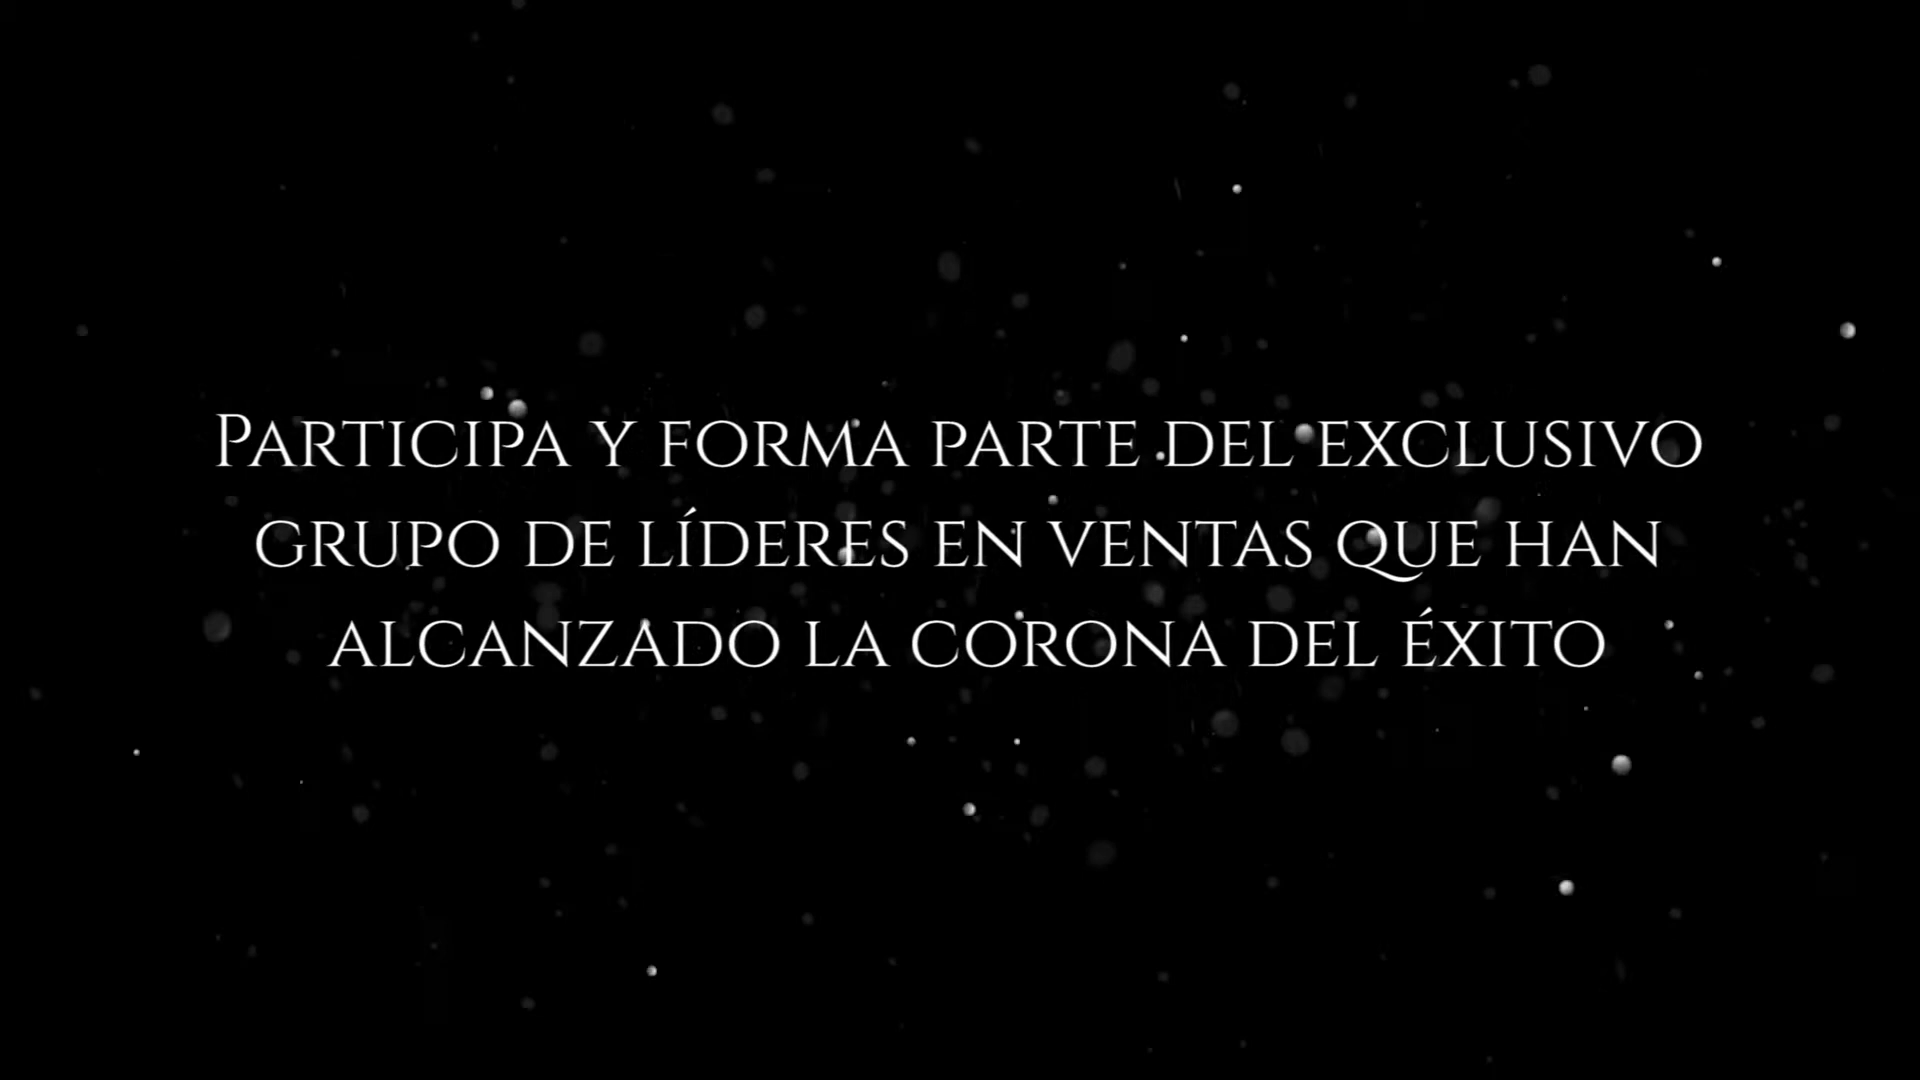 Participa y forma parte del exclusivo
grupo de líderes en ventas que han
alcanzado la corona del éxito